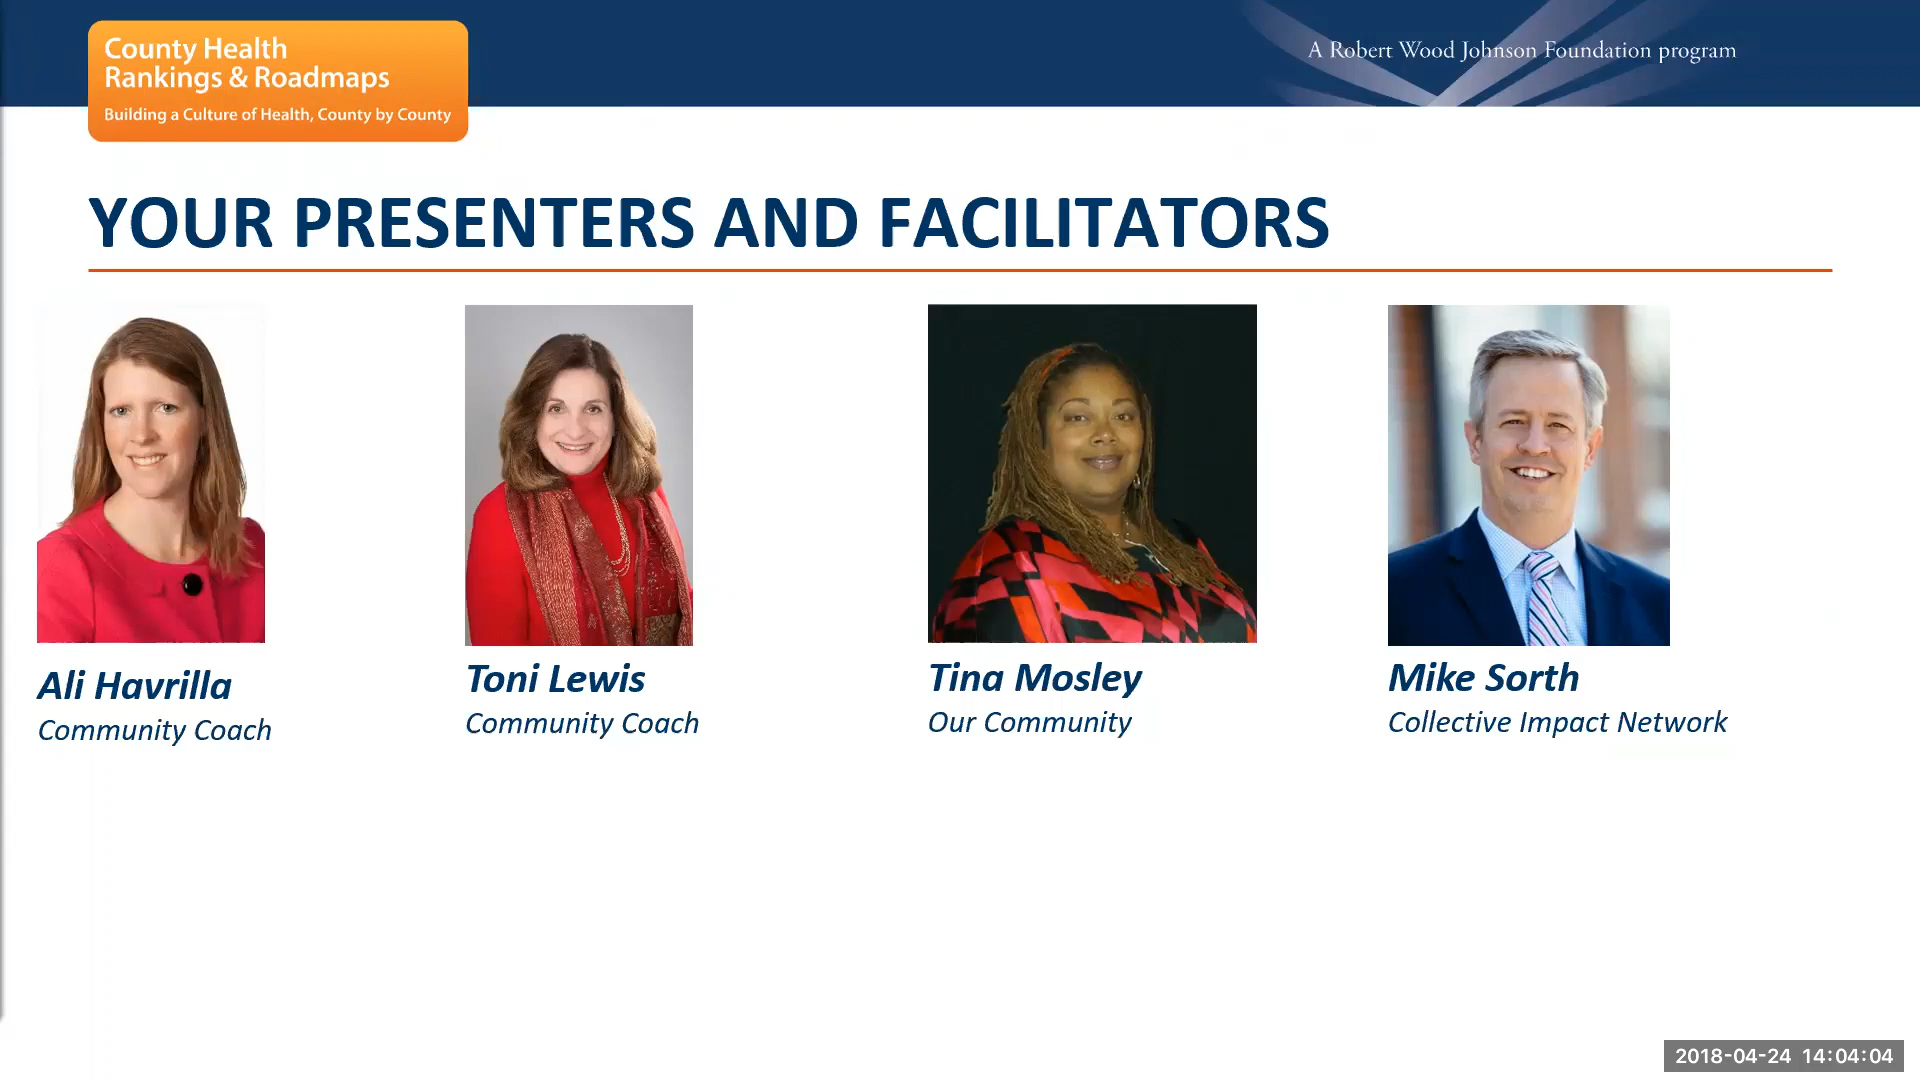 County Health
Rankings & Roadmaps
Building a Culture of Health, County by County
A Robert Wood Johnson Foundation program
YOUR PRESENTERS AND FACILITATORS
Ali Havrilla
Community Coach
Toni Lewis
Community Coach
Tina Mosley
Our Community
Mike Sorth
Collective Impact Network
2018-04-24 14:04:04